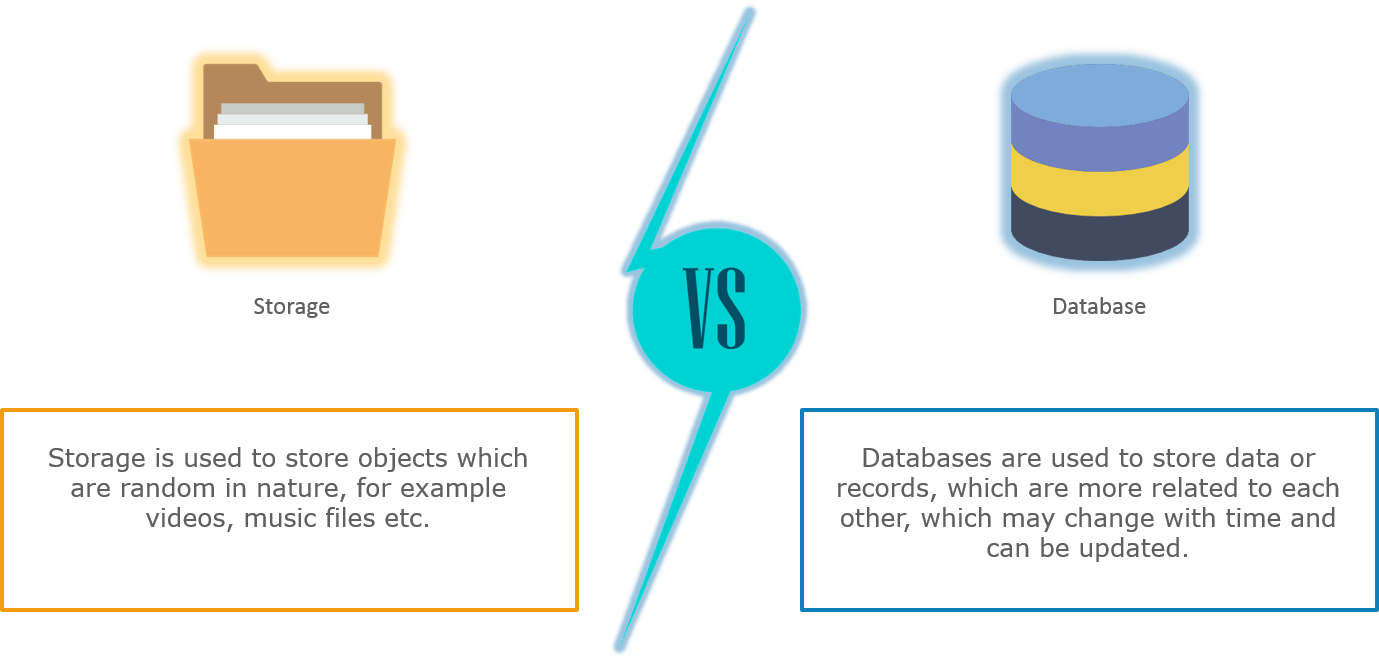 Storage
VS
Database
Storage is used to store objects which
are random in nature, for example
videos, music files etc.
Databases are used to store data or
records, which are more related to each
other, which may change with time and
can be updated.